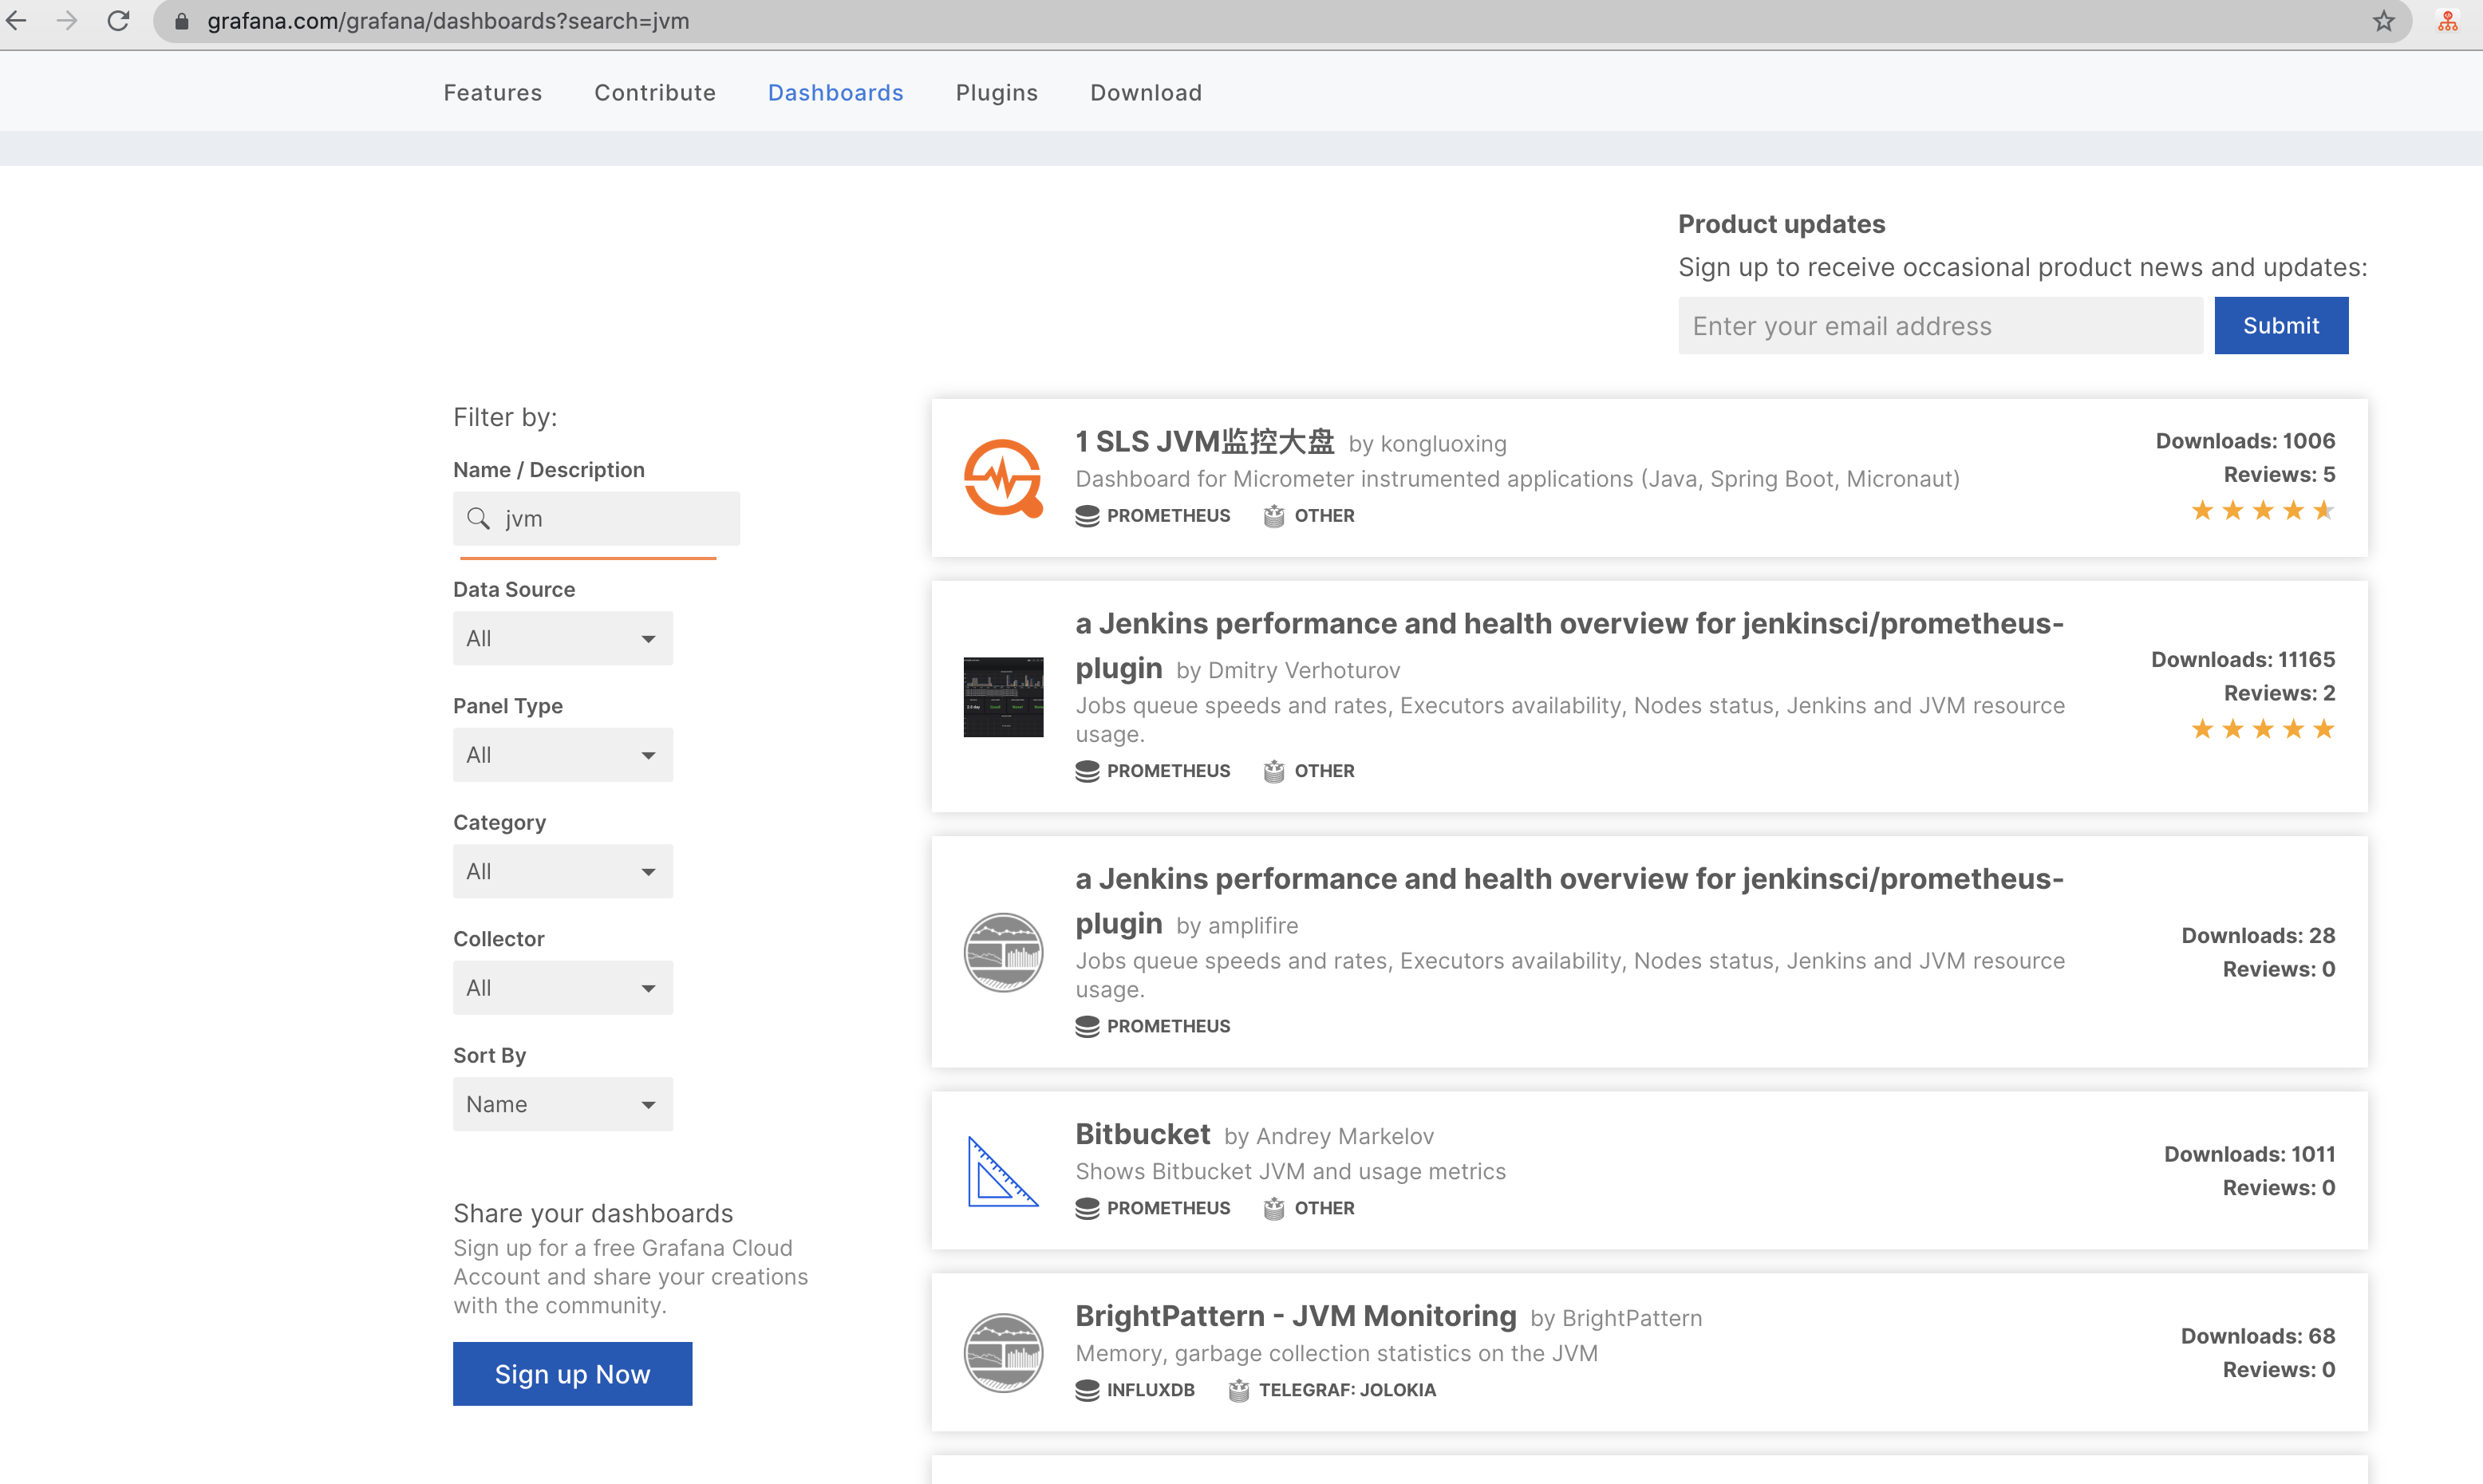 grafana.com/grafana/dashboards?search=jvm
Features Contribute Dashboards Plugins Download
Product updates
Sign up to receive occasional product news and updates:
Enter your email address Submit
Filter by:
Name / Description
jvm
Data Source
All
Panel Type
All
Category
All
Collector
All
Sort By
Name
Share your dashboards
Sign up for a free Grafana Cloud
Account and share your creations
with the community.
Sign up Now
1 SLS JVM监控大盘 by kongluoxing
Dashboard for Micrometer instrumented applications (Java, Spring Boot, Micronaut)
PROMETHEUS OTHER
Downloads: 1006
Reviews: 5
a Jenkins performance and health overview for jenkinsci/prometheus-
plugin by Dmitry Verhoturov
Jobs queue speeds and rates, Executors availability, Nodes status, Jenkins and JVM resource
usage.
PROMETHEUS OTHER
Downloads: 11165
Reviews: 2
a Jenkins performance and health overview for jenkinsci/prometheus-
plugin by amplifire
Jobs queue speeds and rates, Executors availability, Nodes status, Jenkins and JVM resource
usage.
PROMETHEUS
Downloads: 28
Reviews: 0
Bitbucket by Andrey Markelov
Shows Bitbucket JVM and usage metrics
PROMETHEUS OTHER
Downloads: 1011
Reviews: 0
BrightPattern - JVM Monitoring by BrightPattern
Memory, garbage collection statistics on the JVM
INFLUXDB TELEGRAF: JOLOKIA
Downloads: 68
Reviews: 0